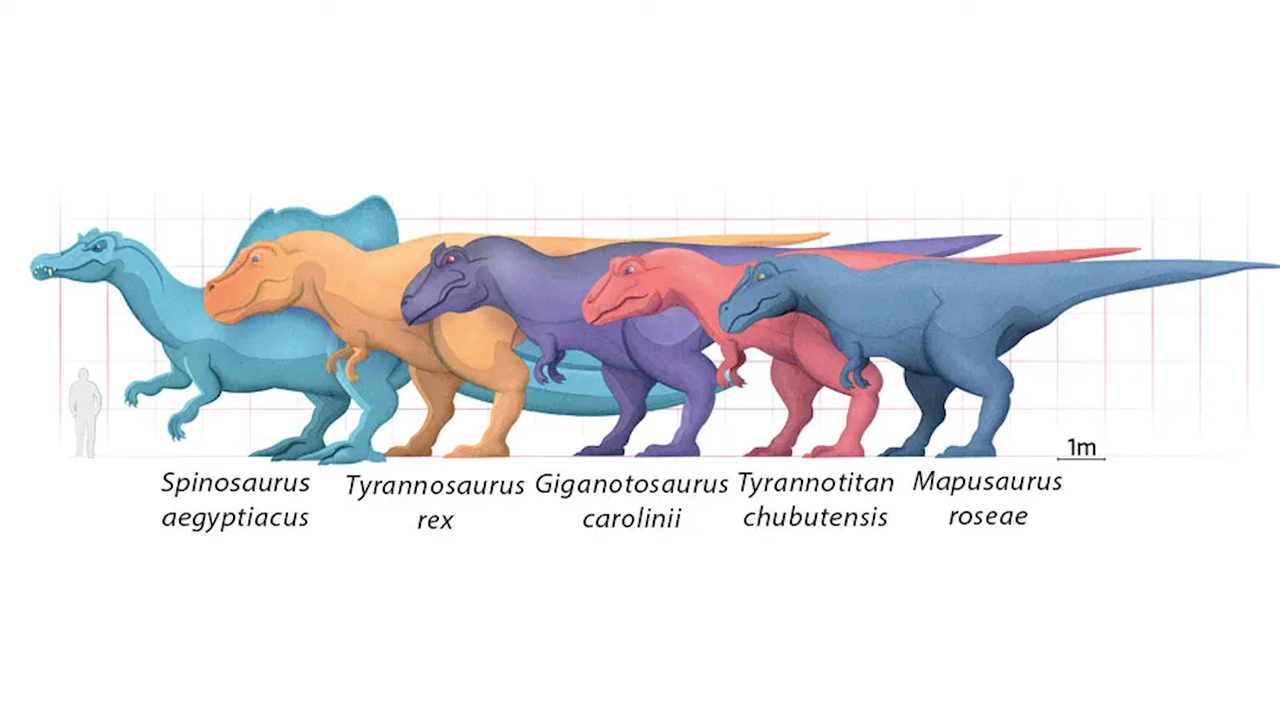 1m
Spinosaurus
aegyptiacus
Tyrannosaurus
rex
Giganotosaurus
carolinii
Tyrannotitan
chubutensis
Mapusaurus
roseae